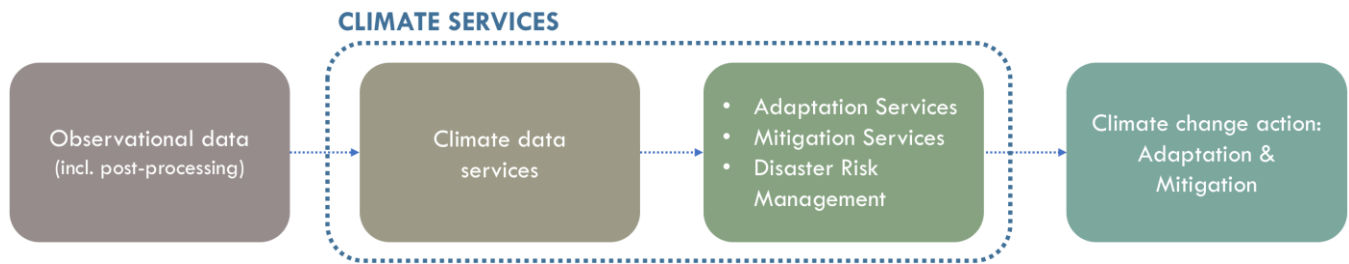 CLIMATE SERVICES
Observational data
(incl. post-processing)
Climate data
services
• Adaptation Services
• Mitigation Services
• Disaster Risk
Management
Climate change action:
Adaptation &
Mitigation